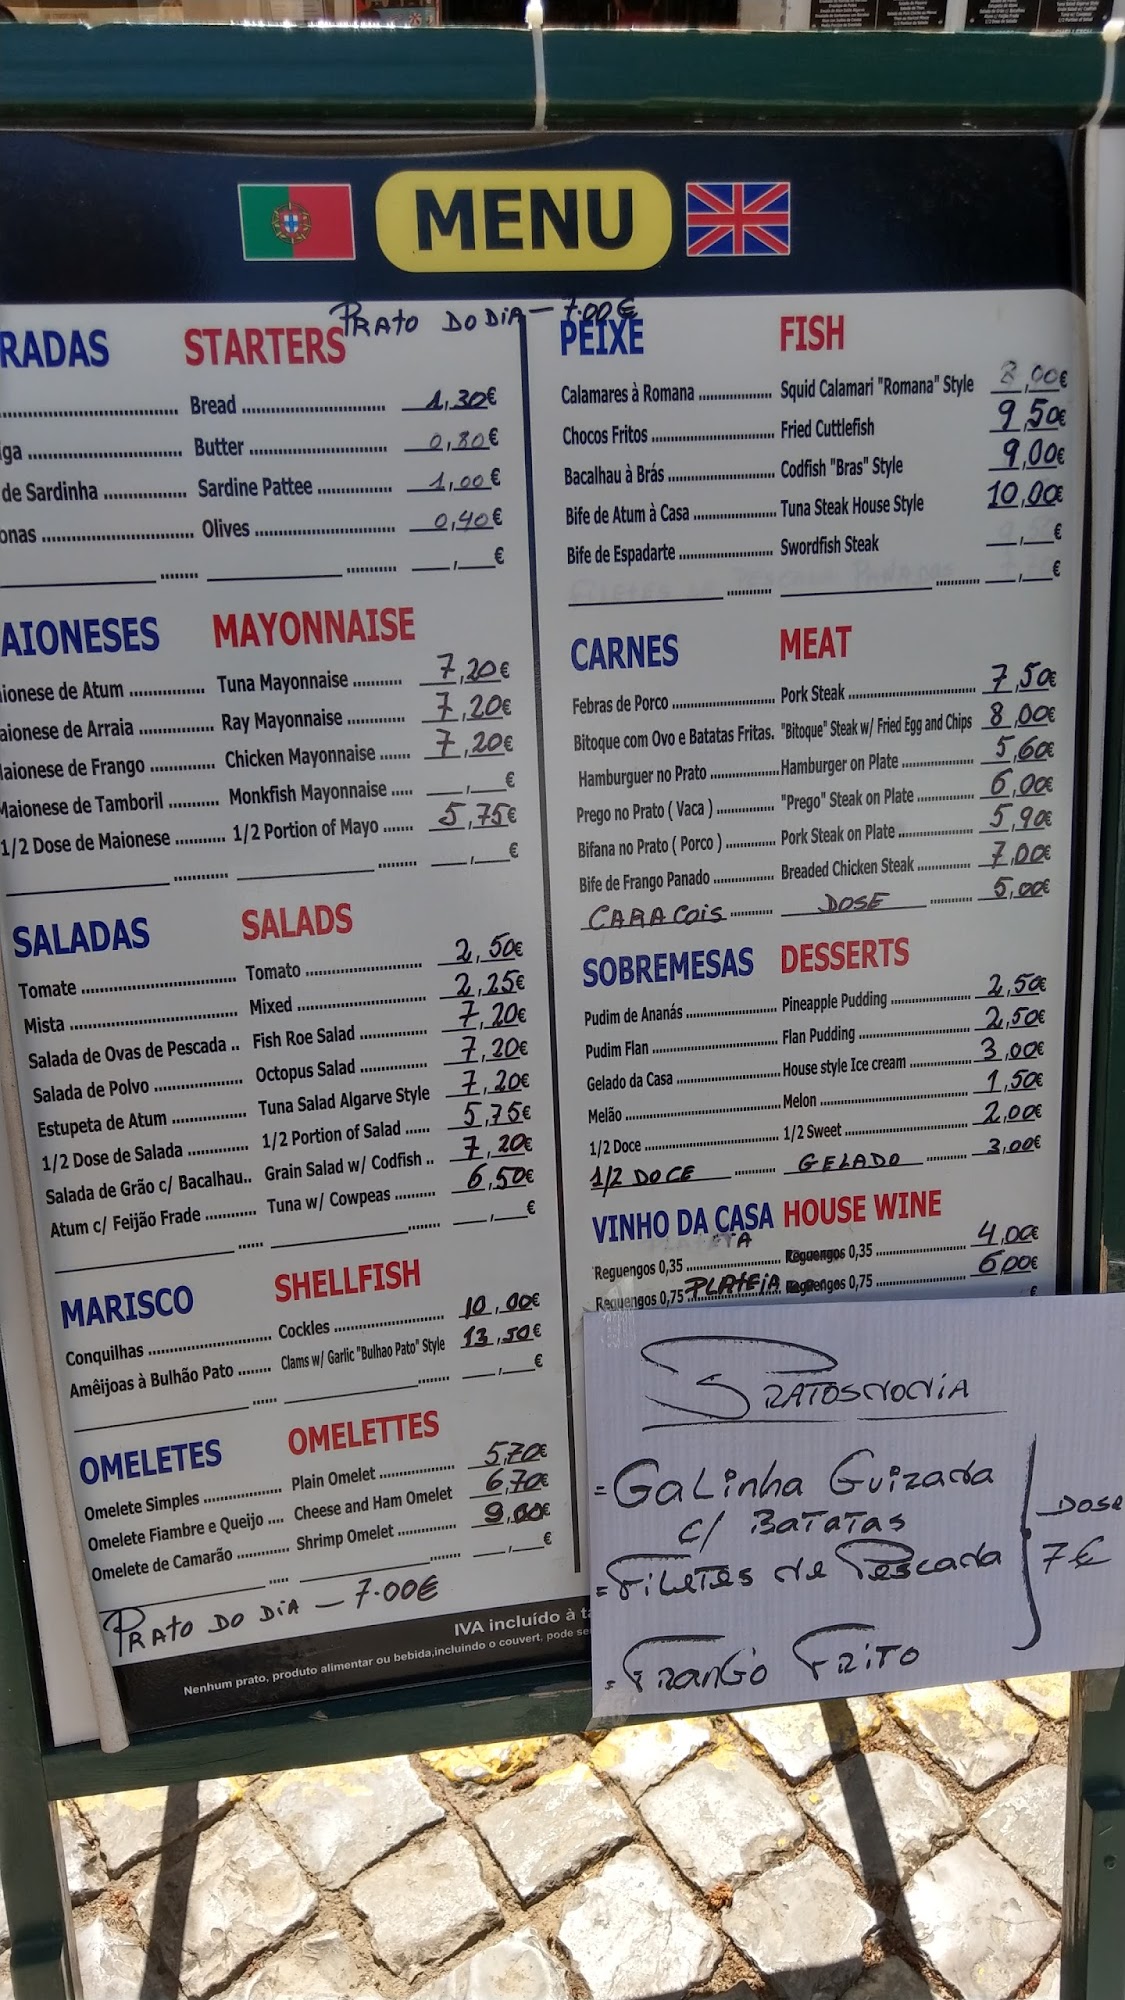 MENU
PRATO DO DIA – 7.00€
RADAS STARTERS
Bread 1,30€
ga Butter 0,80€
de Sardinha Sardine Pattee 1,00€
onas Olives 0,40€
€
AIONESES MAYONNAISE
ionese de Atum Tuna Mayonnaise 7,20€
aionese de Arraia Ray Mayonnaise 7,20€
aionese de Frango Chicken Mayonnaise 7,20€
Maionese de Tamboril Monkfish Mayonnaise €
1/2 Dose de Maionese 1/2 Portion of Mayo 5,75€
€
SALADAS SALADS
Tomate Tomato 2,50€
Mista Mixed 2,25€
Salada de Ovas de Pescada Fish Roe Salad 7,20€
Salada de Polvo Octopus Salad 7,20€
Estupeta de Atum Tuna Salad Algarve Style 7,20€
1/2 Dose de Salada 1/2 Portion of Salad 5,75€
Salada de Grão c/ Bacalhau Grain Salad w/ Codfish 7,20€
Atum c/ Feijão Frade Tuna w/ Cowpeas 6,50€
€
MARISCO SHELLFISH
Conquilhas Cockles 10,00€
Amêijoas à Bulhão Pato Clams w/ Garlic "Bulhao Pato" Style 13,50€
€
OMELETES OMELETTES
Omelete Simples Plain Omelet 5,70€
Omelete Fiambre e Queijo Cheese and Ham Omelet 6,70€
Omelete de Camarão Shrimp Omelet 9,00€
€
PRATO DO DIA – 7.00€
IVA incluído à
Nenhum prato, produto alimentar ou bebida,incluindo o couvert, pode
PEIXE FISH
Calamares à Romana Squid Calamari "Romana" Style 8,00€
Chocos Fritos Fried Cuttlefish 9,50€
Bacalhau à Brás Codfish "Bras" Style 9,00€
Bife de Atum à Casa Tuna Steak House Style 10,00€
Bife de Espadarte Swordfish Steak €
€
CARNES MEAT
Febras de Porco Pork Steak 7,50€
Bitoque com Ovo e Batatas Fritas. "Bitoque" Steak w/ Fried Egg and Chips 8,00€
Hamburguer no Prato Hamburger on Plate 5,60€
Prego no Prato ( Vaca ) "Prego" Steak on Plate 6,00€
Bifana no Prato ( Porco ) Pork Steak on Plate 5,90€
Bife de Frango Panado Breaded Chicken Steak 7,00€
CARACOIS DOSE 5,00€
SOBREMESAS DESSERTS
Pudim de Ananás Pineapple Pudding 2,50€
Pudim Flan Flan Pudding 2,50€
Gelado da Casa House style Ice cream 3,00€
Melão Melon 1,50€
1/2 Doce 1/2 Sweet 2,00€
1/2 DOCE GELADO 3,00€
VINHO DA CASA HOUSE WINE
Reguengos 0,35 Reguengos 0,35 4,00€
Reguengos 0,75 PLATEIA Reguengos 0,75 6,00€
€
PRATOS DO DIA
= Galinha Guizada
c/ Batatas
= Filetes de Pescada
= Frango Frito
DOSE
7€